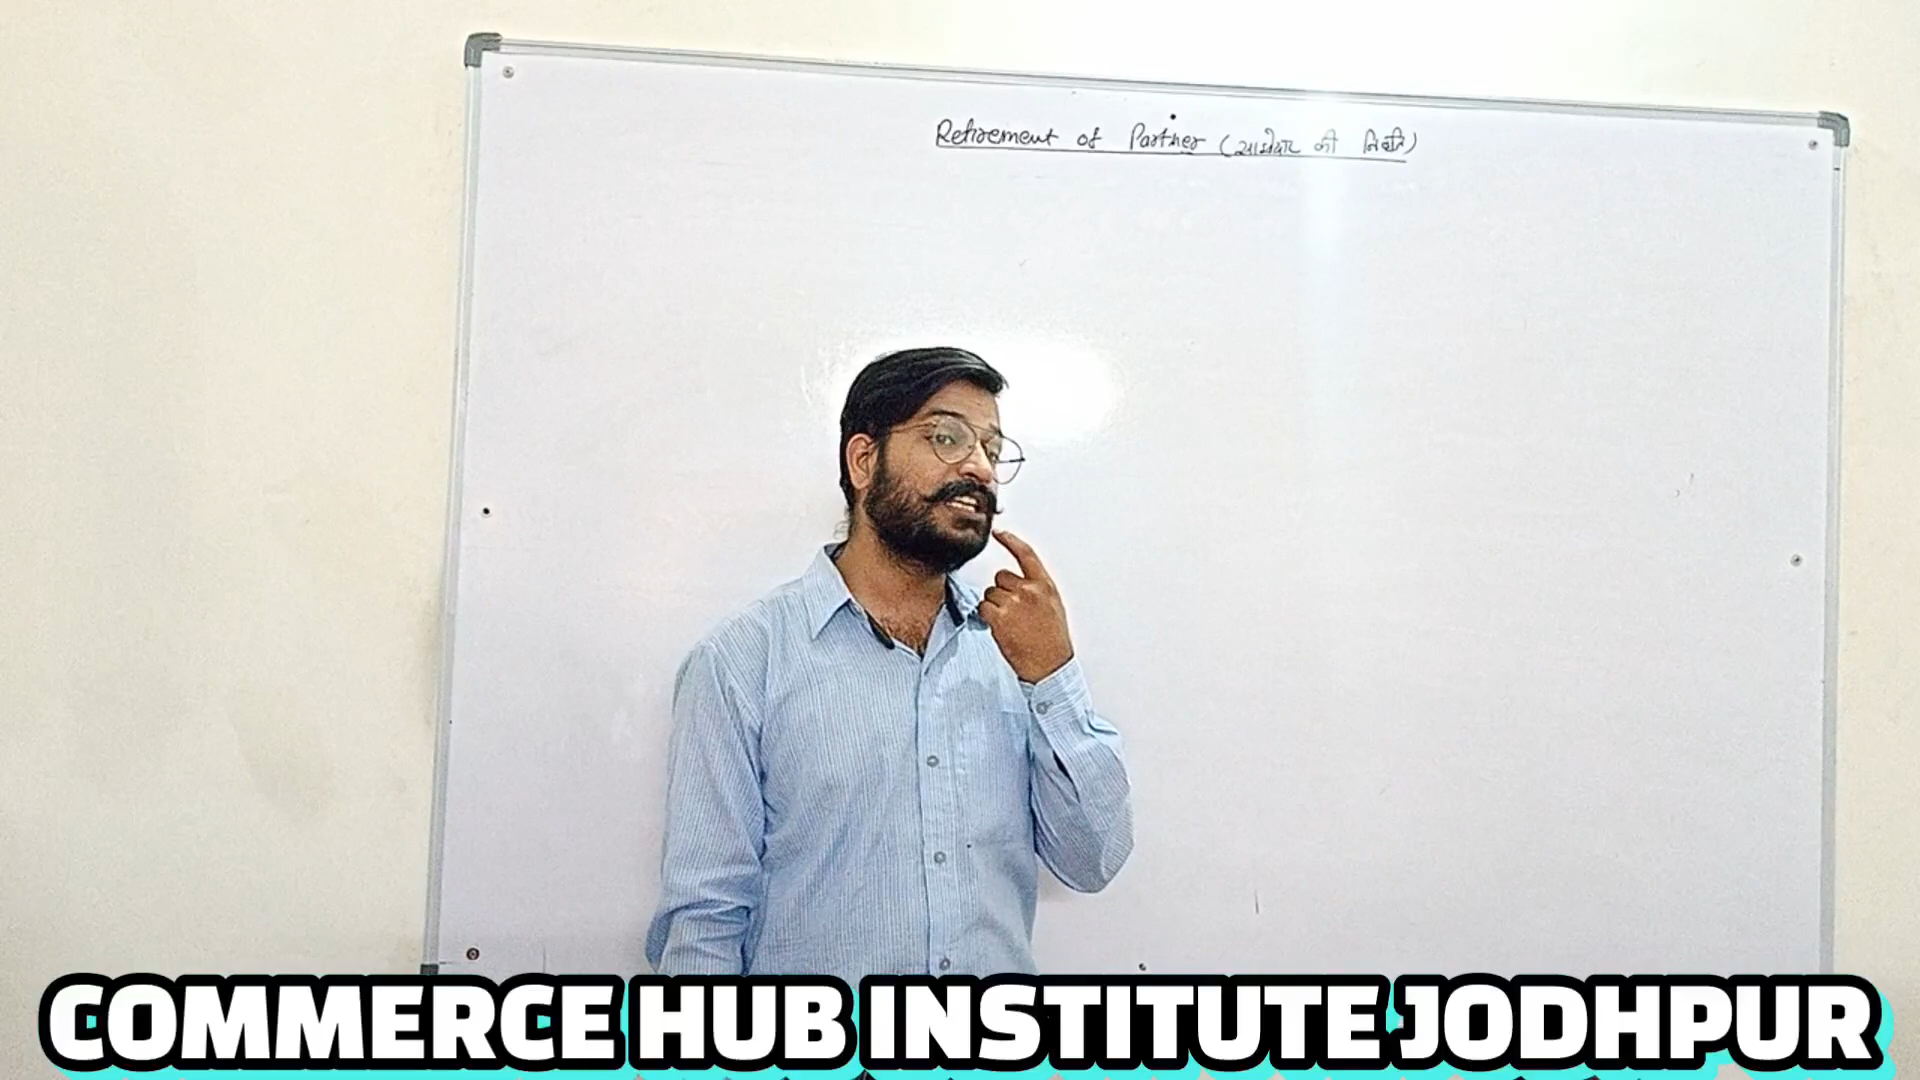 Retirement of Partner (साझेदार की निवृति)
COMMERCE HUB INSTITUTE JODHPUR